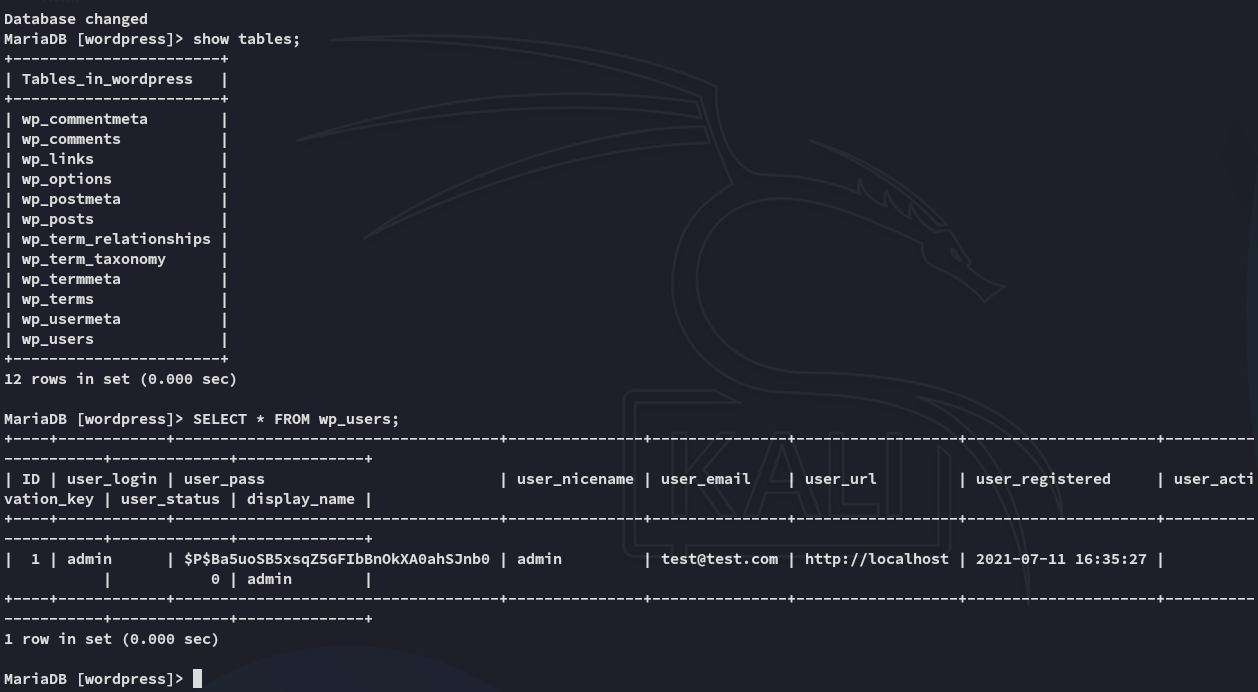 Database changed
MariaDB [wordpress]> show tables;
+-----------------------+
| Tables_in_wordpress   |
+-----------------------+
| wp_commentmeta        |
| wp_comments           |
| wp_links              |
| wp_options            |
| wp_postmeta           |
| wp_posts              |
| wp_term_relationships |
| wp_term_taxonomy      |
| wp_termmeta           |
| wp_terms              |
| wp_usermeta           |
| wp_users              |
+-----------------------+
12 rows in set (0.000 sec)
MariaDB [wordpress]> SELECT * FROM wp_users;
+----+------------+------------------------------------+---------------+---------------+------------------+---------------------+----------
-----------+-------------+--------------+
| ID | user_login | user_pass                          | user_nicename | user_email    | user_url         | user_registered     | user_acti
vation_key | user_status | display_name |
+----+------------+------------------------------------+---------------+---------------+------------------+---------------------+----------
-----------+-------------+--------------+
|  1 | admin      | $P$Ba5uoSB5xsqZ5GFIbBnOkXA0ahSJnb0 | admin         | test@test.com | http://localhost | 2021-07-11 16:35:27 |
           |           0 | admin        |
+----+------------+------------------------------------+---------------+---------------+------------------+---------------------+----------
-----------+-------------+--------------+
1 row in set (0.000 sec)
MariaDB [wordpress]>
KALI